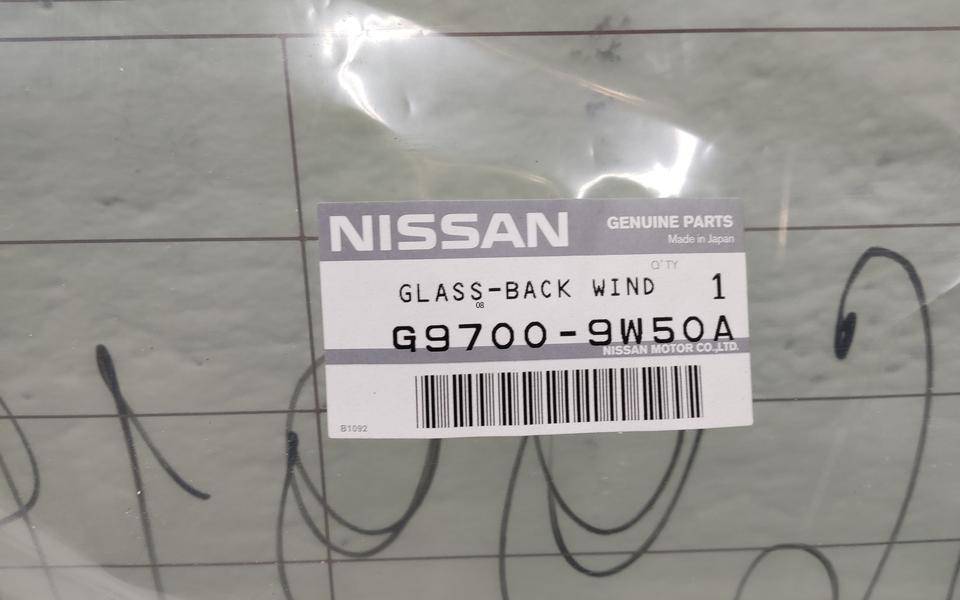 NISSAN GENUINE PARTS
Made in Japan
Q'TY
GLASS-BACK WIND 1
08
G9700-9W50A
NISSAN MOTOR CO.,LTD.
B1092